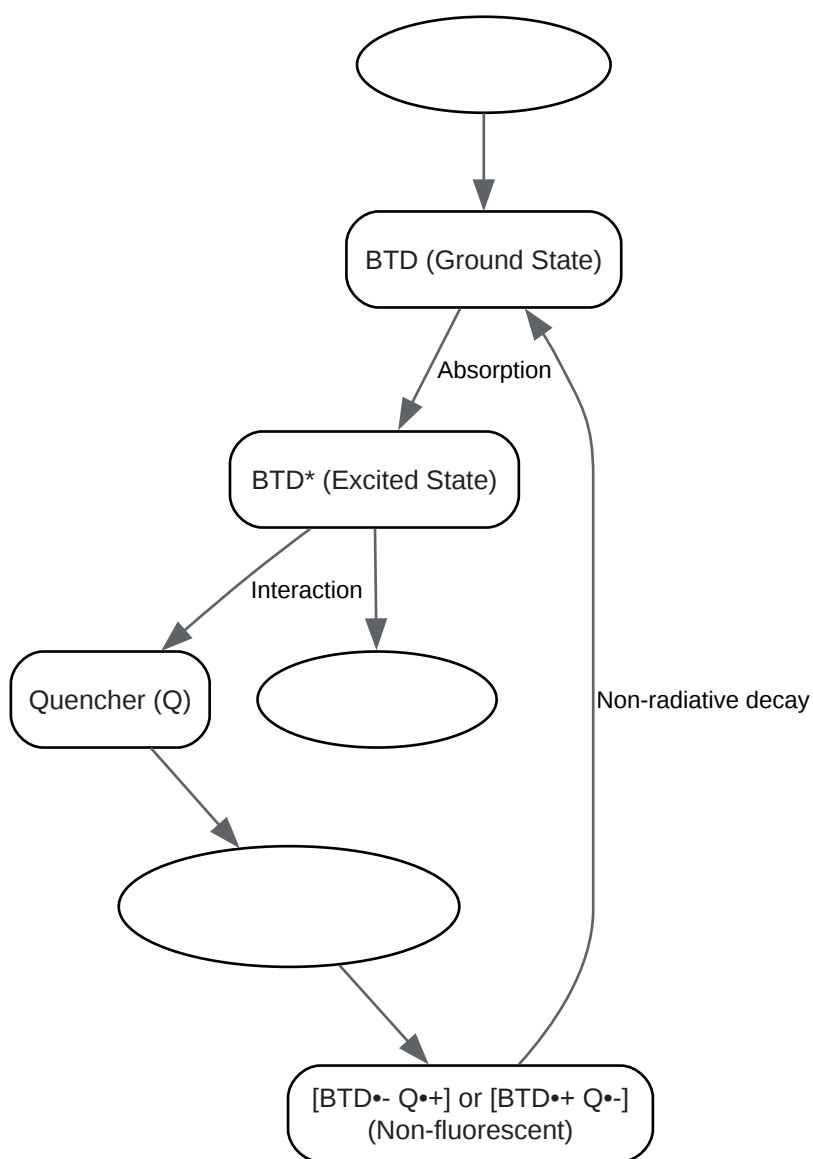 BTD (Ground State)
Absorption
BTD* (Excited State)
Interaction
Quencher (Q)
Non-radiative decay
[BTD•- Q•+] or [BTD•+ Q•-]
(Non-fluorescent)